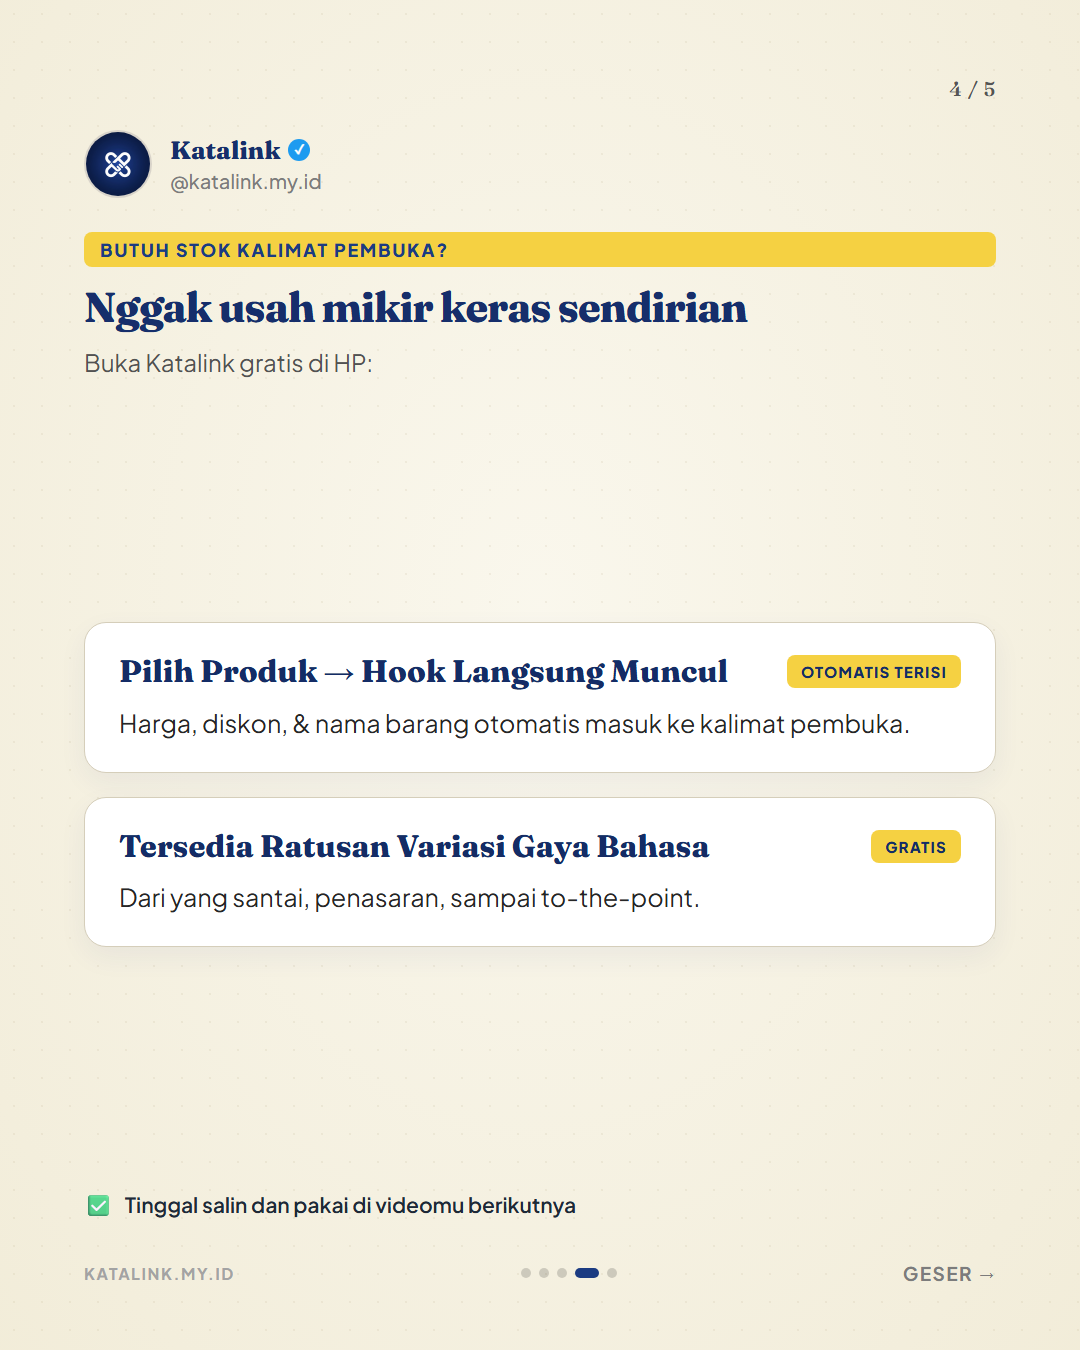 4 / 5
Katalink
@katalink.my.id
BUTUH STOK KALIMAT PEMBUKA?
Nggak usah mikir keras sendirian
Buka Katalink gratis di HP:
Pilih Produk → Hook Langsung Muncul
OTOMATIS TERISI
Harga, diskon, & nama barang otomatis masuk ke kalimat pembuka.
Tersedia Ratusan Variasi Gaya Bahasa
GRATIS
Dari yang santai, penasaran, sampai to-the-point.
✅ Tinggal salin dan pakai di videomu berikutnya
KATALINK.MY.ID
GESER →